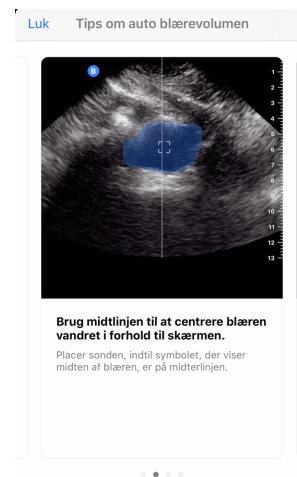 Luk Tips om auto blærevolumen
B
1
2
3
4
5
6
7
8
9
10
11
12
13
Brug midtlinjen til at centrere blæren
vandret i forhold til skærmen.
Placer sonden, indtil symbolet, der viser
midten af blæren, er på midterlinjen.